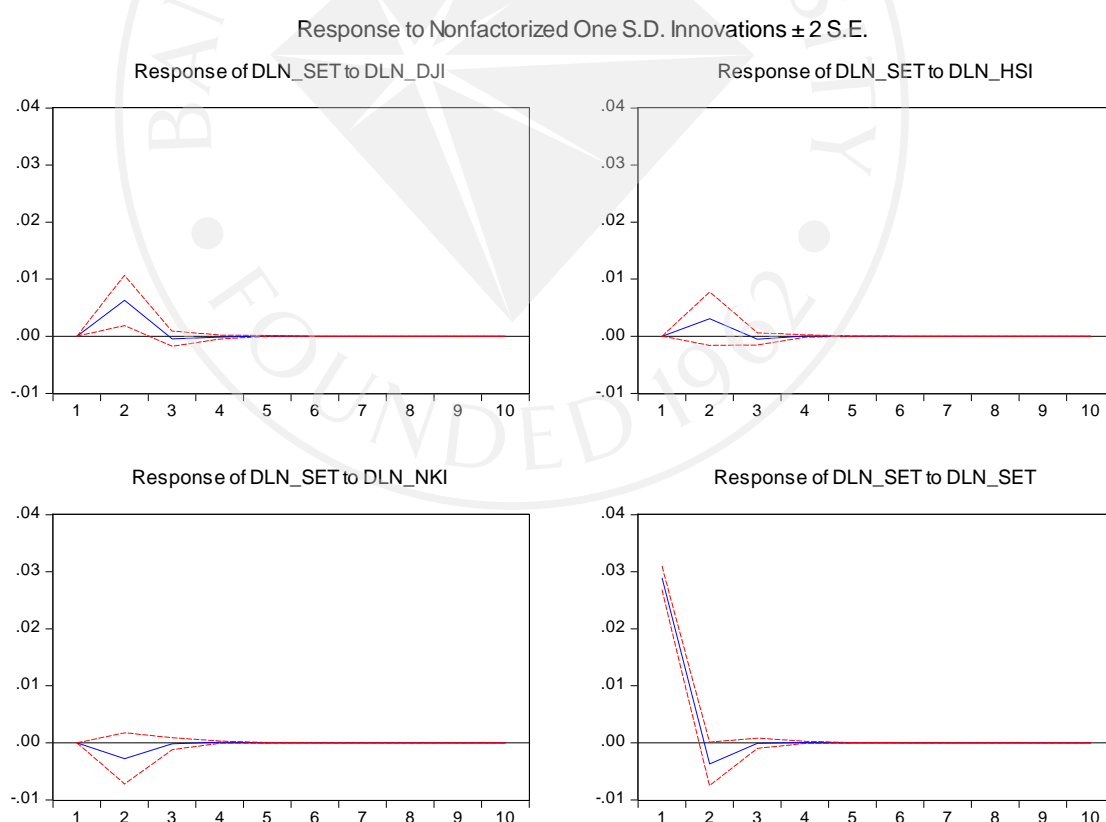 Response to Nonfactorized One S.D. Innovations ± 2 S.E.
Response of DLN_SET to DLN_DJI
.04
.03
.02
.01
.00
-.01
1 2 3 4 5 6 7 8 9 10
Response of DLN_SET to DLN_HSI
.04
.03
.02
.01
.00
-.01
1 2 3 4 5 6 7 8 9 10
Response of DLN_SET to DLN_NKI
.04
.03
.02
.01
.00
-.01
1 2 3 4 5 6 7 8 9 10
Response of DLN_SET to DLN_SET
.04
.03
.02
.01
.00
-.01
1 2 3 4 5 6 7 8 9 10
FOUNDED 1962